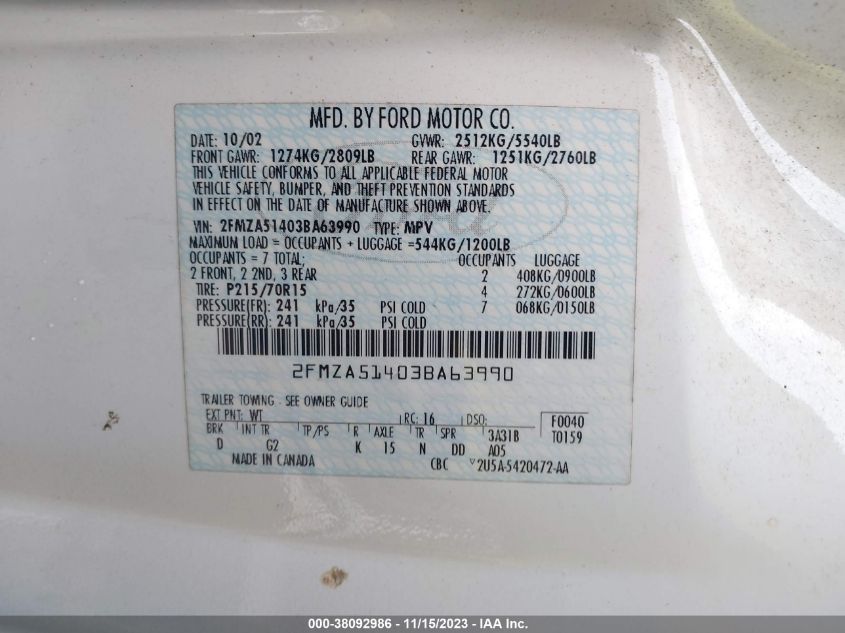 MFD. BY FORD MOTOR CO.
DATE: 10/02 GVWR: 2512KG/5540LB
FRONT GAWR: 1274KG/2809LB REAR GAWR: 1251KG/2760LB
THIS VEHICLE CONFORMS TO ALL APPLICABLE FEDERAL MOTOR
VEHICLE SAFETY, BUMPER, AND THEFT PREVENTION STANDARDS
IN EFFECT ON THE DATE OF MANUFACTURE SHOWN ABOVE.
VIN: 2FMZA51403BA63990 TYPE: MPV
MAXIMUM LOAD = OCCUPANTS + LUGGAGE =544KG/1200LB
OCCUPANTS = 7 TOTAL; OCCUPANTS LUGGAGE
2 FRONT, 2 2ND, 3 REAR 2 408KG/0900LB
TIRE: P215/70R15 4 272KG/0600LB
PRESSURE(FR): 241 kPa/35 PSI COLD 7 068KG/0150LB
PRESSURE(RR): 241 kPa/35 PSI COLD
2FMZA51403BA63990
TRAILER TOWING - SEE OWNER GUIDE
EXT PNT: WT RC: 16 DSO: F0040
BRK INT TR TP/PS R AXLE TR SPR 3A31B T0159
D G2 K 15 N DD A05
MADE IN CANADA CBC V2U5A-5420472-AA
000-38092986 - 11/15/2023 - IAA Inc.